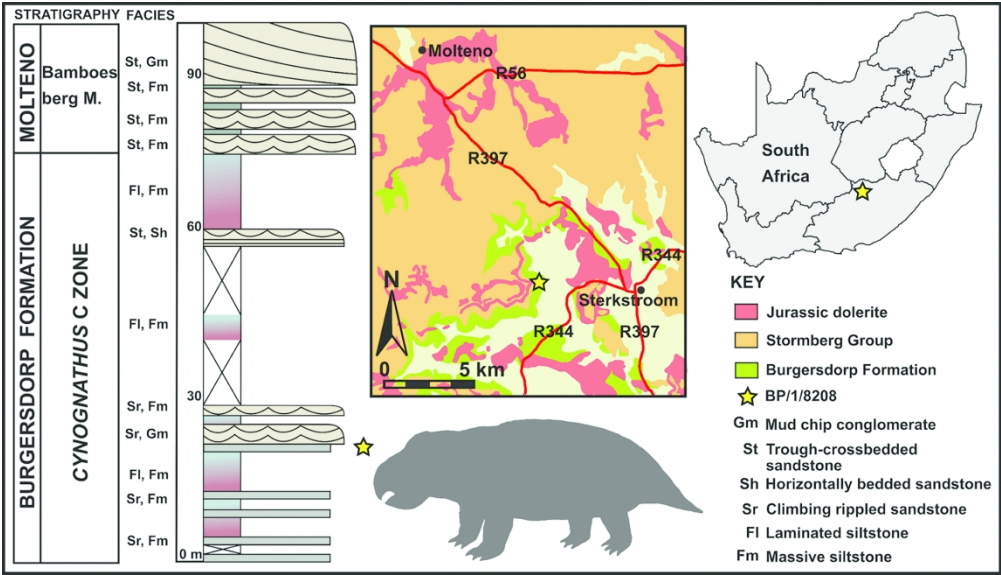 STRATIGRAPHY FACIES
MOLTENO
Bamboes
berg M.
BURGERSDORP FORMATION
CYNOGNATHUS C ZONE
St, Gm
St, Fm
St, Fm
St, Fm
Fl, Fm
St, Sh
Fl, Fm
Sr, Fm
Sr, Gm
Fl, Fm
Sr, Fm
Sr, Fm
90
60
30
0 m
Molteno
R56
R397
R344
Sterkstroom
R344
R397
N
0 5 km
South
Africa
KEY
Jurassic dolerite
Stormberg Group
Burgersdorp Formation
BP/1/8208
Gm Mud chip conglomerate
St Trough-crossbedded
sandstone
Sh Horizontally bedded sandstone
Sr Climbing rippled sandstone
Fl Laminated siltstone
Fm Massive siltstone